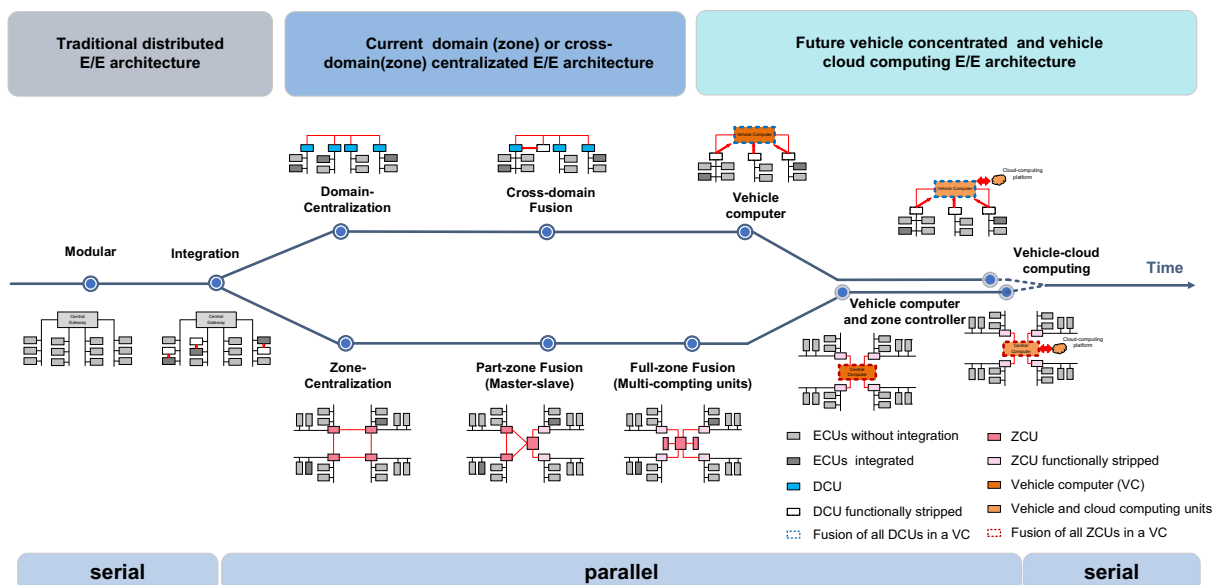 Traditional distributed
E/E architecture
Current domain (zone) or cross-
domain(zone) centralizated E/E architecture
Future vehicle concentrated and vehicle
cloud computing E/E architecture
Vehicle Computer
Cloud-computing
platform
Vehicle Computer
Domain-
Centralization
Cross-domain
Fusion
Vehicle
computer
Modular
Integration
Vehicle-cloud
computing
Time
Central
Gateway
Central
Gateway
Vehicle computer
and zone controller
Zone-
Centralization
Part-zone Fusion
(Master-slave)
Full-zone Fusion
(Multi-compting units)
Central
Computer
Central
Computer
Cloud-computing
platform
ECUs without integration
ECUs integrated
DCU
DCU functionally stripped
Fusion of all DCUs in a VC
ZCU
ZCU functionally stripped
Vehicle computer (VC)
Vehicle and cloud computing units
Fusion of all ZCUs in a VC
serial
parallel
serial